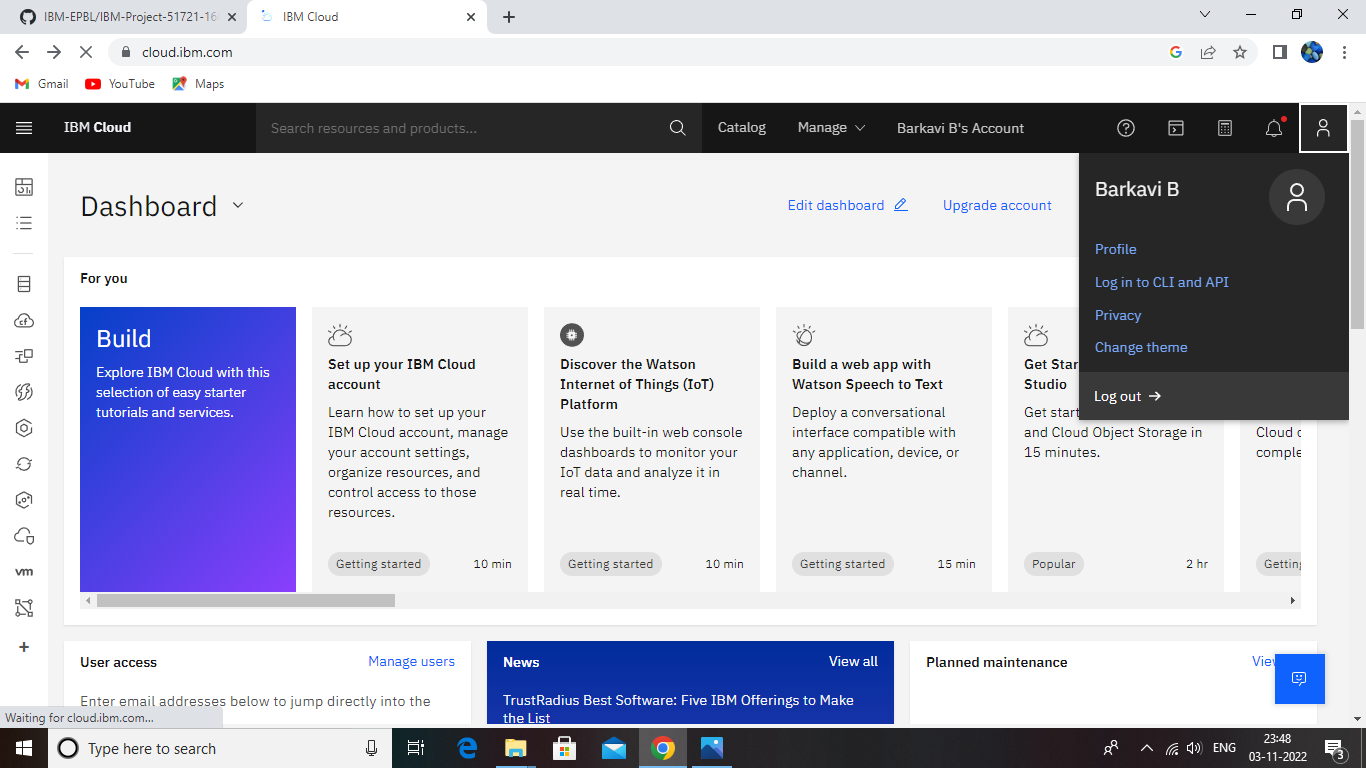 IBM-EPBL/IBM-Project-51721-16
IBM Cloud
cloud.ibm.com
Gmail
YouTube
Maps
IBM Cloud
Search resources and products...
Catalog
Manage
Barkavi B's Account
Dashboard
Edit dashboard
Upgrade account
Barkavi B
Profile
Log in to CLI and API
Privacy
Change theme
Log out
For you
Build
Explore IBM Cloud with this
selection of easy starter
tutorials and services.
Set up your IBM Cloud
account
Learn how to set up your
IBM Cloud account, manage
your account settings,
organize resources, and
control access to those
resources.
Getting started
10 min
Discover the Watson
Internet of Things (IoT)
Platform
Use the built-in web console
dashboards to monitor your
IoT data and analyze it in
real time.
Getting started
10 min
Build a web app with
Watson Speech to Text
Deploy a conversational
interface compatible with
any application, device, or
channel.
Getting started
15 min
Get Star
Studio
Get start
and Cloud Object Storage in
15 minutes.
Popular
2 hr
Cloud
comple
Getting
vm
User access
Manage users
Enter email addresses below to jump directly into the
News
View all
TrustRadius Best Software: Five IBM Offerings to Make
the List
Planned maintenance
View
Waiting for cloud.ibm.com...
Type here to search
ENG
23:48
03-11-2022
3